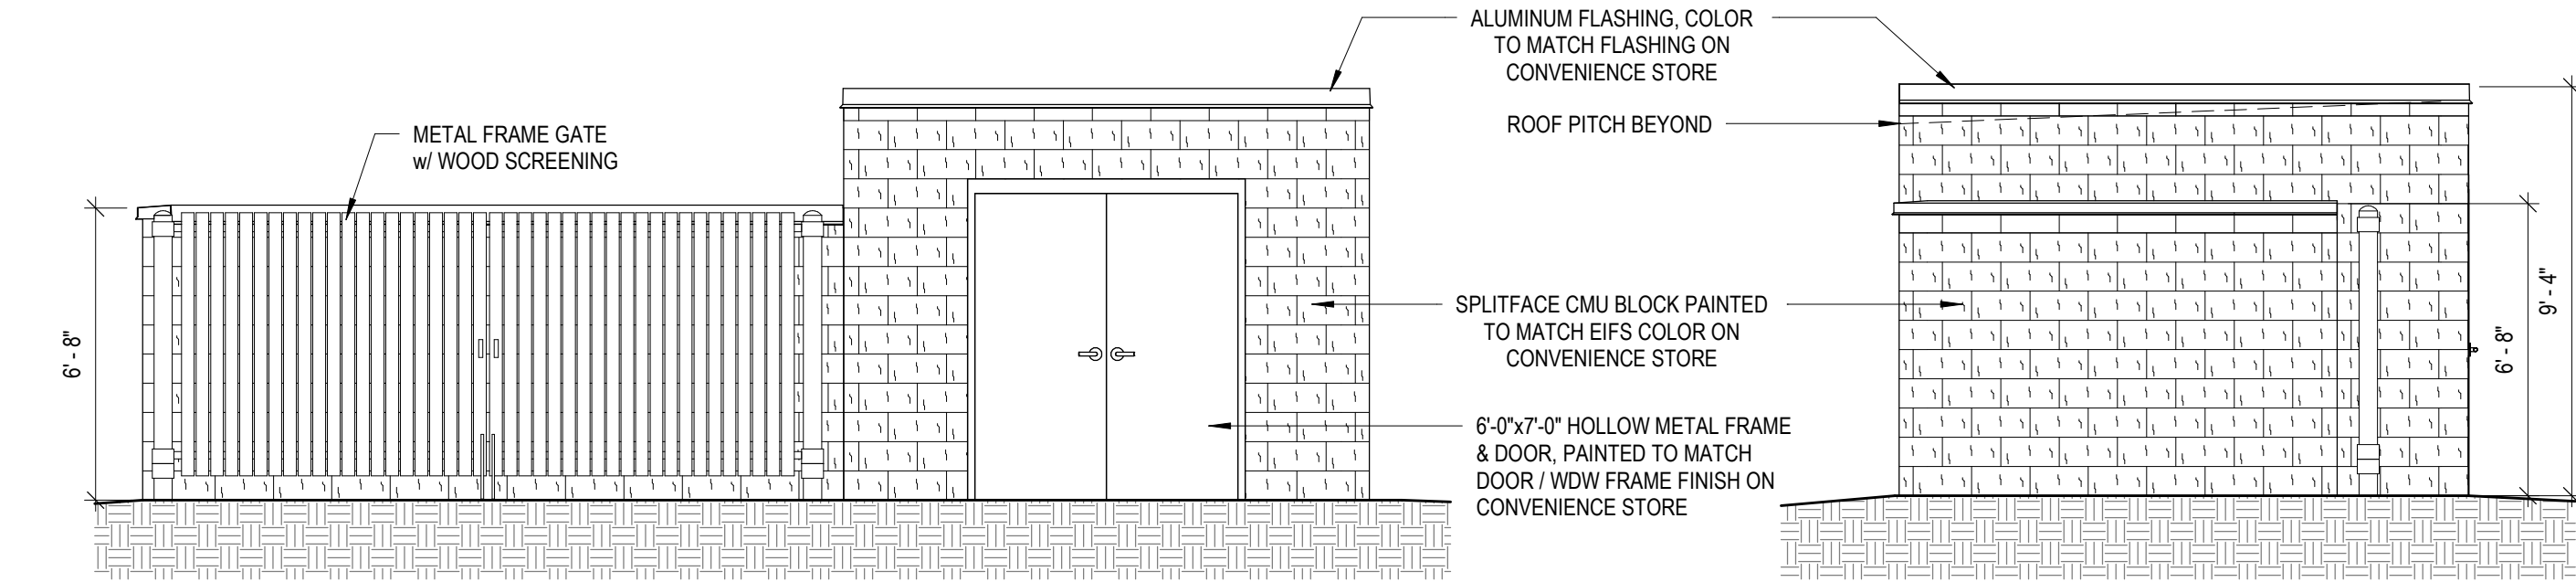 ALUMINUM FLASHING, COLOR
TO MATCH FLASHING ON
CONVENIENCE STORE
METAL FRAME GATE
w/ WOOD SCREENING
ROOF PITCH BEYOND
SPLITFACE CMU BLOCK PAINTED
TO MATCH EIFS COLOR ON
CONVENIENCE STORE
6'-0"x7'-0" HOLLOW METAL FRAME
& DOOR, PAINTED TO MATCH
DOOR / WDW FRAME FINISH ON
CONVENIENCE STORE
6' - 8"
6' - 8"
9' - 4"